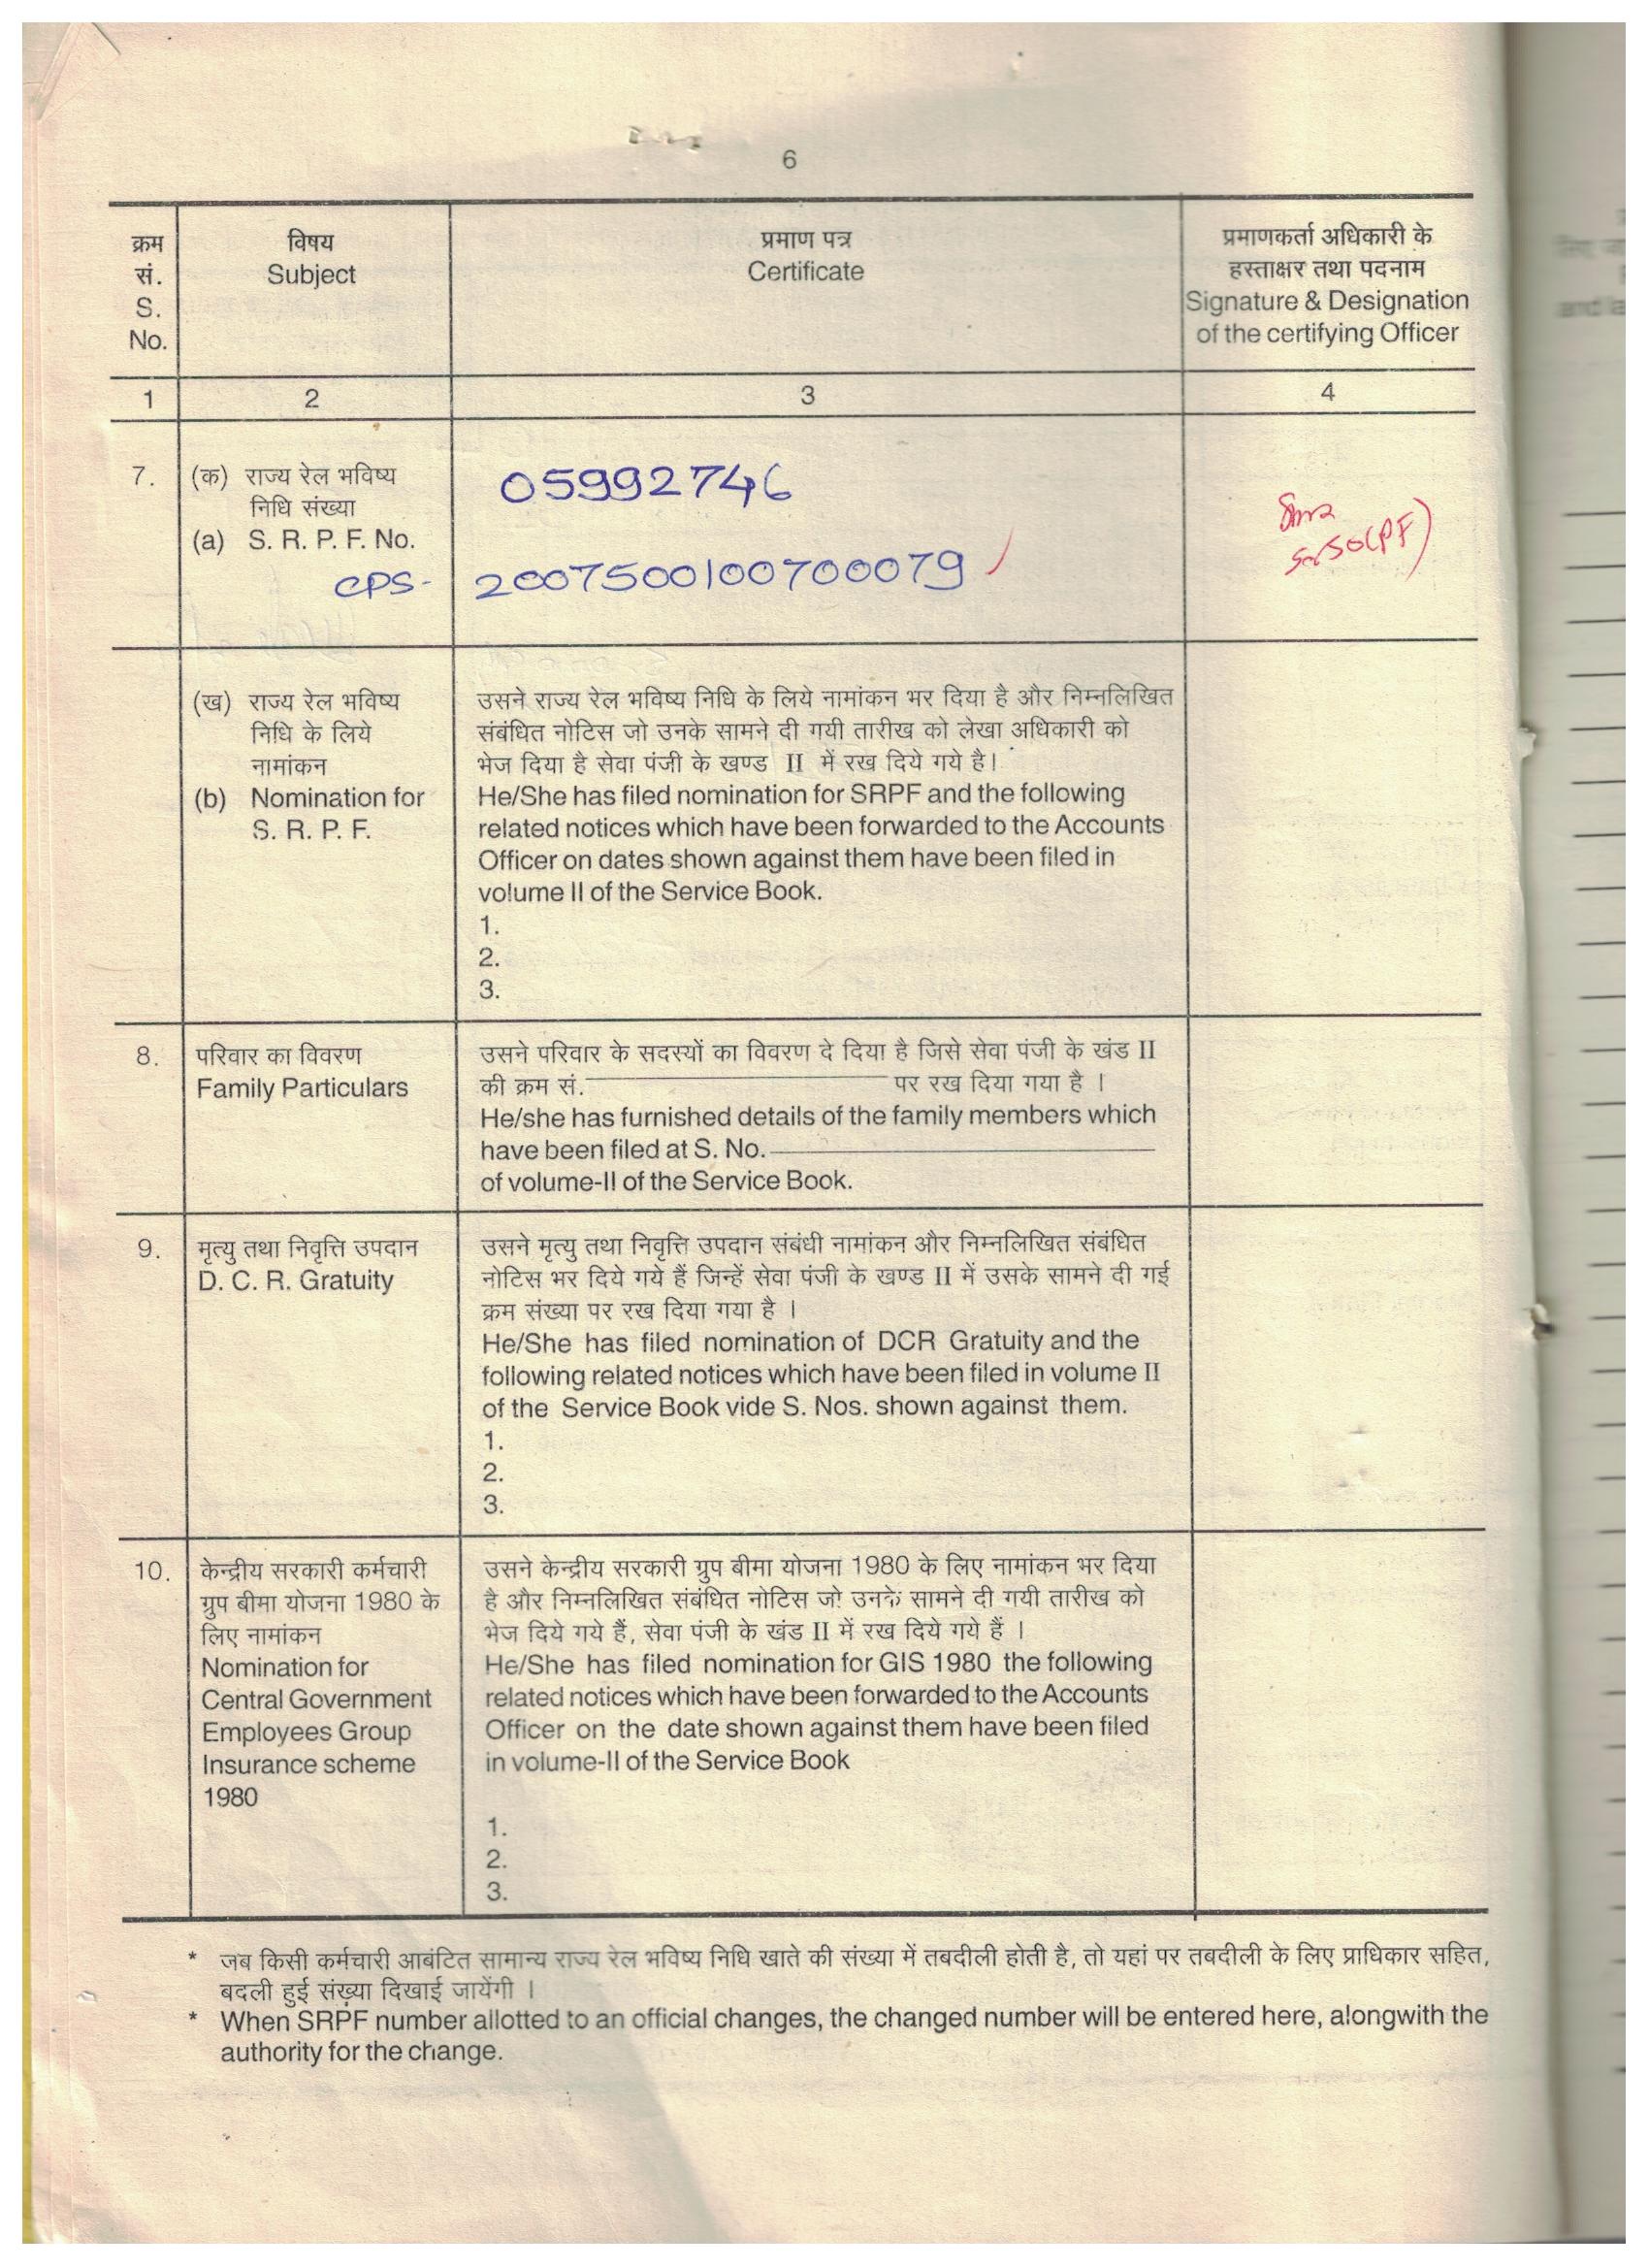 6
क्रम सं. S. No.
विषय
Subject
प्रमाण पत्र
Certificate
प्रमाणकर्ता अधिकारी के
हस्ताक्षर तथा पदनाम
Signature & Designation
of the certifying Officer
1 2 3 4
7. (क) राज्य रेल भविष्य
निधि संख्या
(a) S. R. P. F. No.
05992746
CPS- 2007500100700079
(PF)
(ख) राज्य रेल भविष्य
निधि के लिये
नामांकन
(b) Nomination for
S. R. P. F.
उसने राज्य रेल भविष्य निधि के लिये नामांकन भर दिया है और निम्नलिखित
संबंधित नोटिस जो उनके सामने दी गयी तारीख को लेखा अधिकारी को
भेज दिया है सेवा पंजी के खण्ड II में रख दिये गये है।
He/She has filed nomination for SRPF and the following
related notices which have been forwarded to the Accounts
Officer on dates shown against them have been filed in
volume II of the Service Book.
1.
2.
3.
8. परिवार का विवरण
Family Particulars
उसने परिवार के सदस्यों का विवरण दे दिया है जिसे सेवा पंजी के खंड II
की क्रम सं. पर रख दिया गया है ।
He/she has furnished details of the family members which
have been filed at S. No.
of volume-II of the Service Book.
9. मृत्यु तथा निवृत्ति उपदान
D. C. R. Gratuity
उसने मृत्यु तथा निवृत्ति उपदान संबंधी नामांकन और निम्नलिखित संबंधित
नोटिस भर दिये गये हैं जिन्हें सेवा पंजी के खण्ड II में उसके सामने दी गई
क्रम संख्या पर रख दिया गया है ।
He/She has filed nomination of DCR Gratuity and the
following related notices which have been filed in volume II
of the Service Book vide S. Nos. shown against them.
1.
2.
3.
10. केन्द्रीय सरकारी कर्मचारी
ग्रुप बीमा योजना 1980 के
लिए नामांकन
Nomination for
Central Government
Employees Group
Insurance scheme
1980
उसने केन्द्रीय सरकारी ग्रुप बीमा योजना 1980 के लिए नामांकन भर दिया
है और निम्नलिखित संबंधित नोटिस जो उनके सामने दी गयी तारीख को
भेज दिये गये हैं, सेवा पंजी के खंड II में रख दिये गये हैं ।
He/She has filed nomination for GIS 1980 the following
related notices which have been forwarded to the Accounts
Officer on the date shown against them have been filed
in volume-II of the Service Book
1.
2.
3.
* जब किसी कर्मचारी आबंटित सामान्य राज्य रेल भविष्य निधि खाते की संख्या में तबदीली होती है, तो यहां पर तबदीली के लिए प्राधिकार सहित,
बदली हुई संख्या दिखाई जायेंगी ।
* When SRPF number allotted to an official changes, the changed number will be entered here, alongwith the
authority for the change.